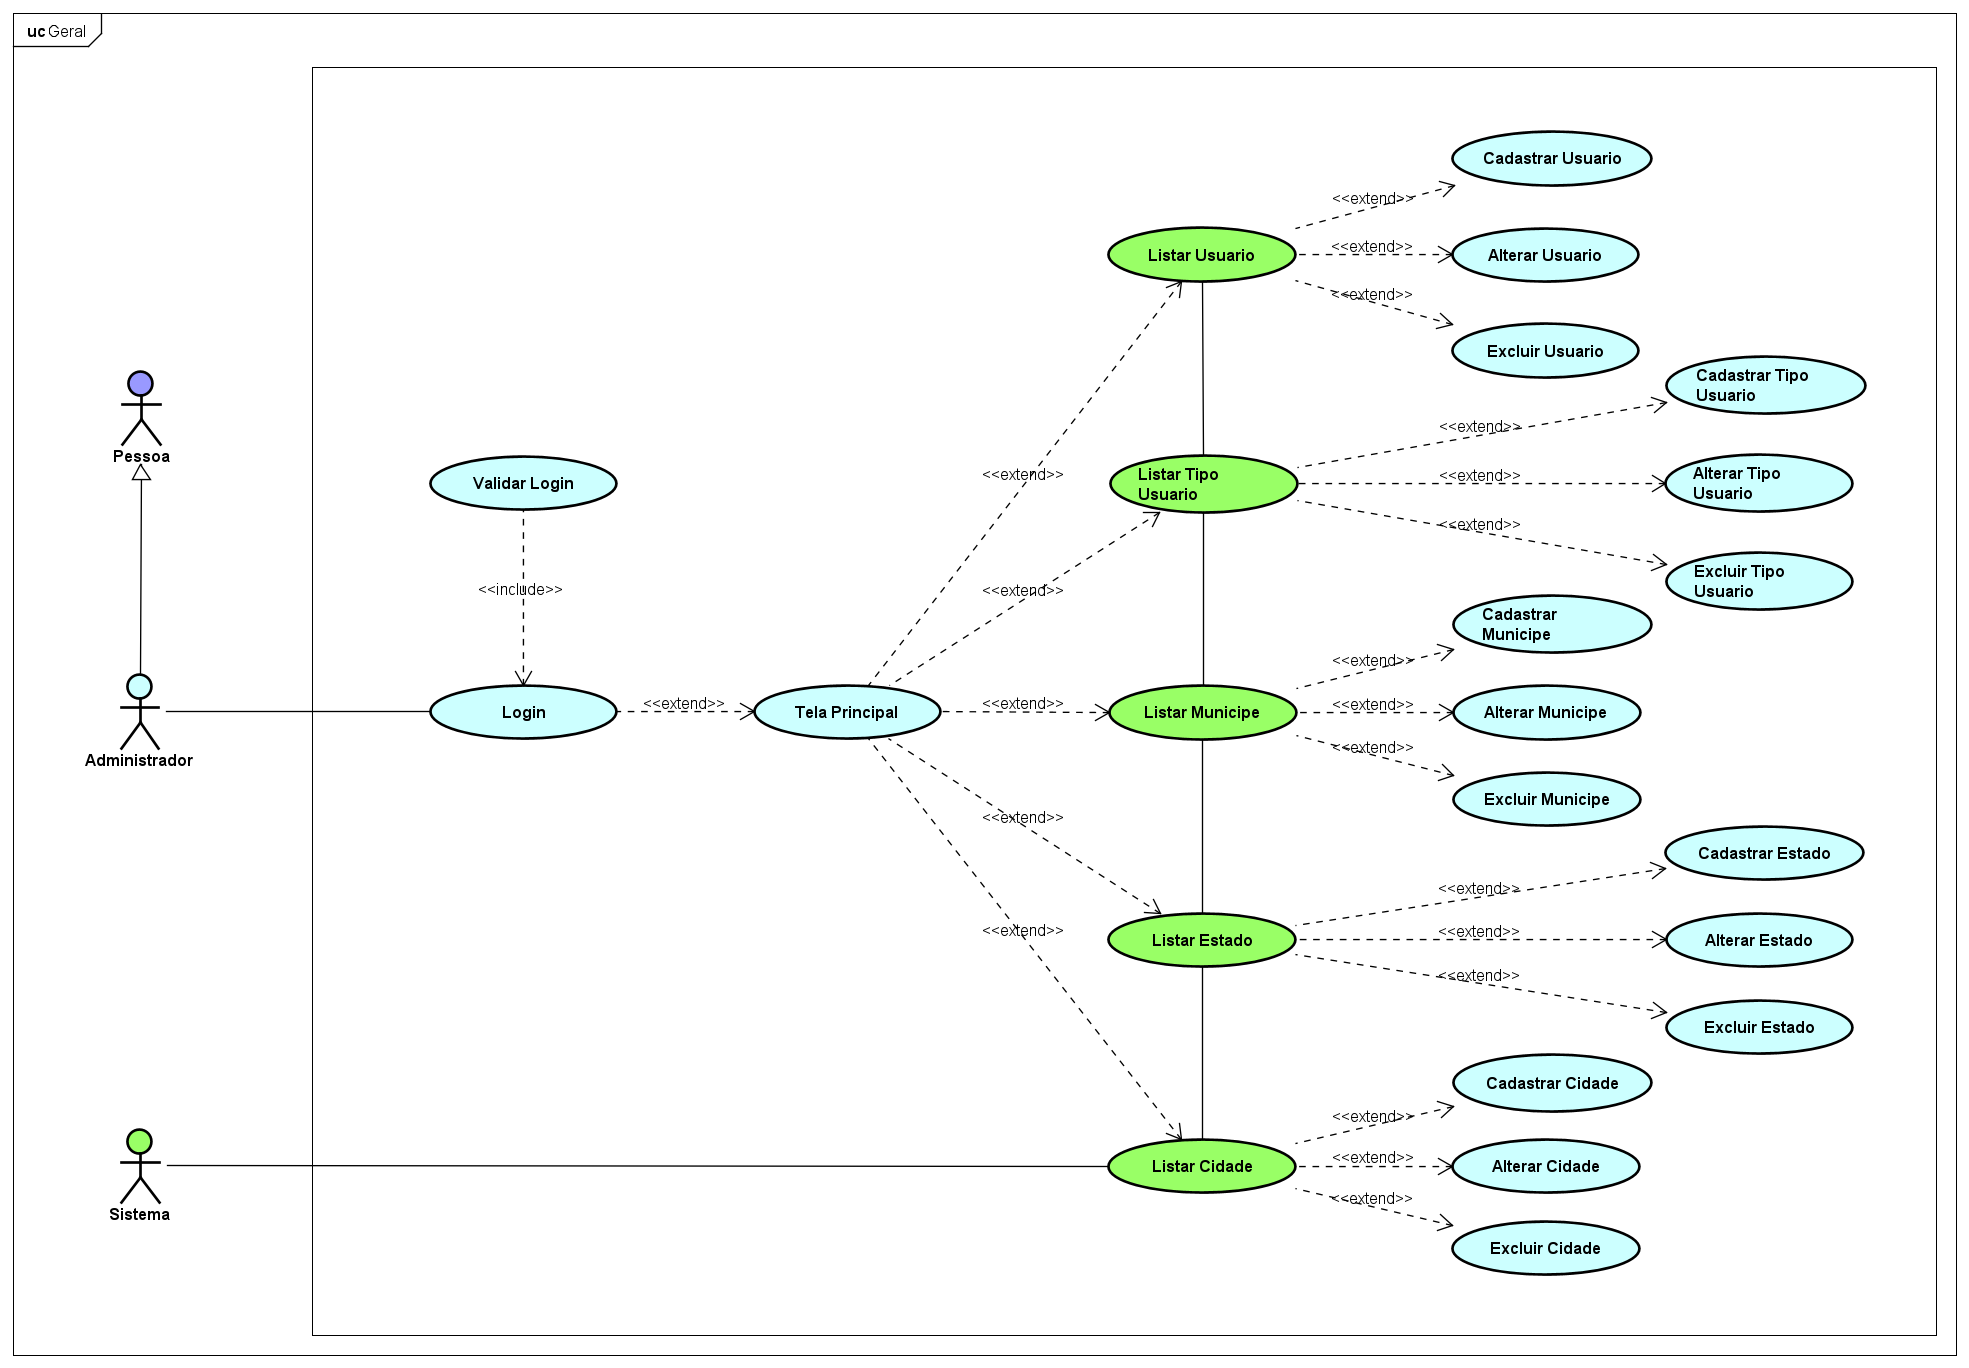 uc Geral
Cadastrar Usuario
<<extend>>
Listar Usuario
<<extend>>
Alterar Usuario
<<extend>>
Excluir Usuario
Cadastrar Tipo
Usuario
<<extend>>
Pessoa
Validar Login
<<extend>>
Listar Tipo
Usuario
<<extend>>
Alterar Tipo
Usuario
<<extend>>
Excluir Tipo
Usuario
<<include>>
<<extend>>
Cadastrar
Municipe
<<extend>>
Login
<<extend>>
Tela Principal
<<extend>>
Listar Municipe
<<extend>>
Alterar Municipe
<<extend>>
Administrador
Excluir Municipe
<<extend>>
Cadastrar Estado
<<extend>>
<<extend>>
Listar Estado
<<extend>>
Alterar Estado
<<extend>>
Excluir Estado
Cadastrar Cidade
<<extend>>
Listar Cidade
<<extend>>
Alterar Cidade
<<extend>>
Sistema
Excluir Cidade